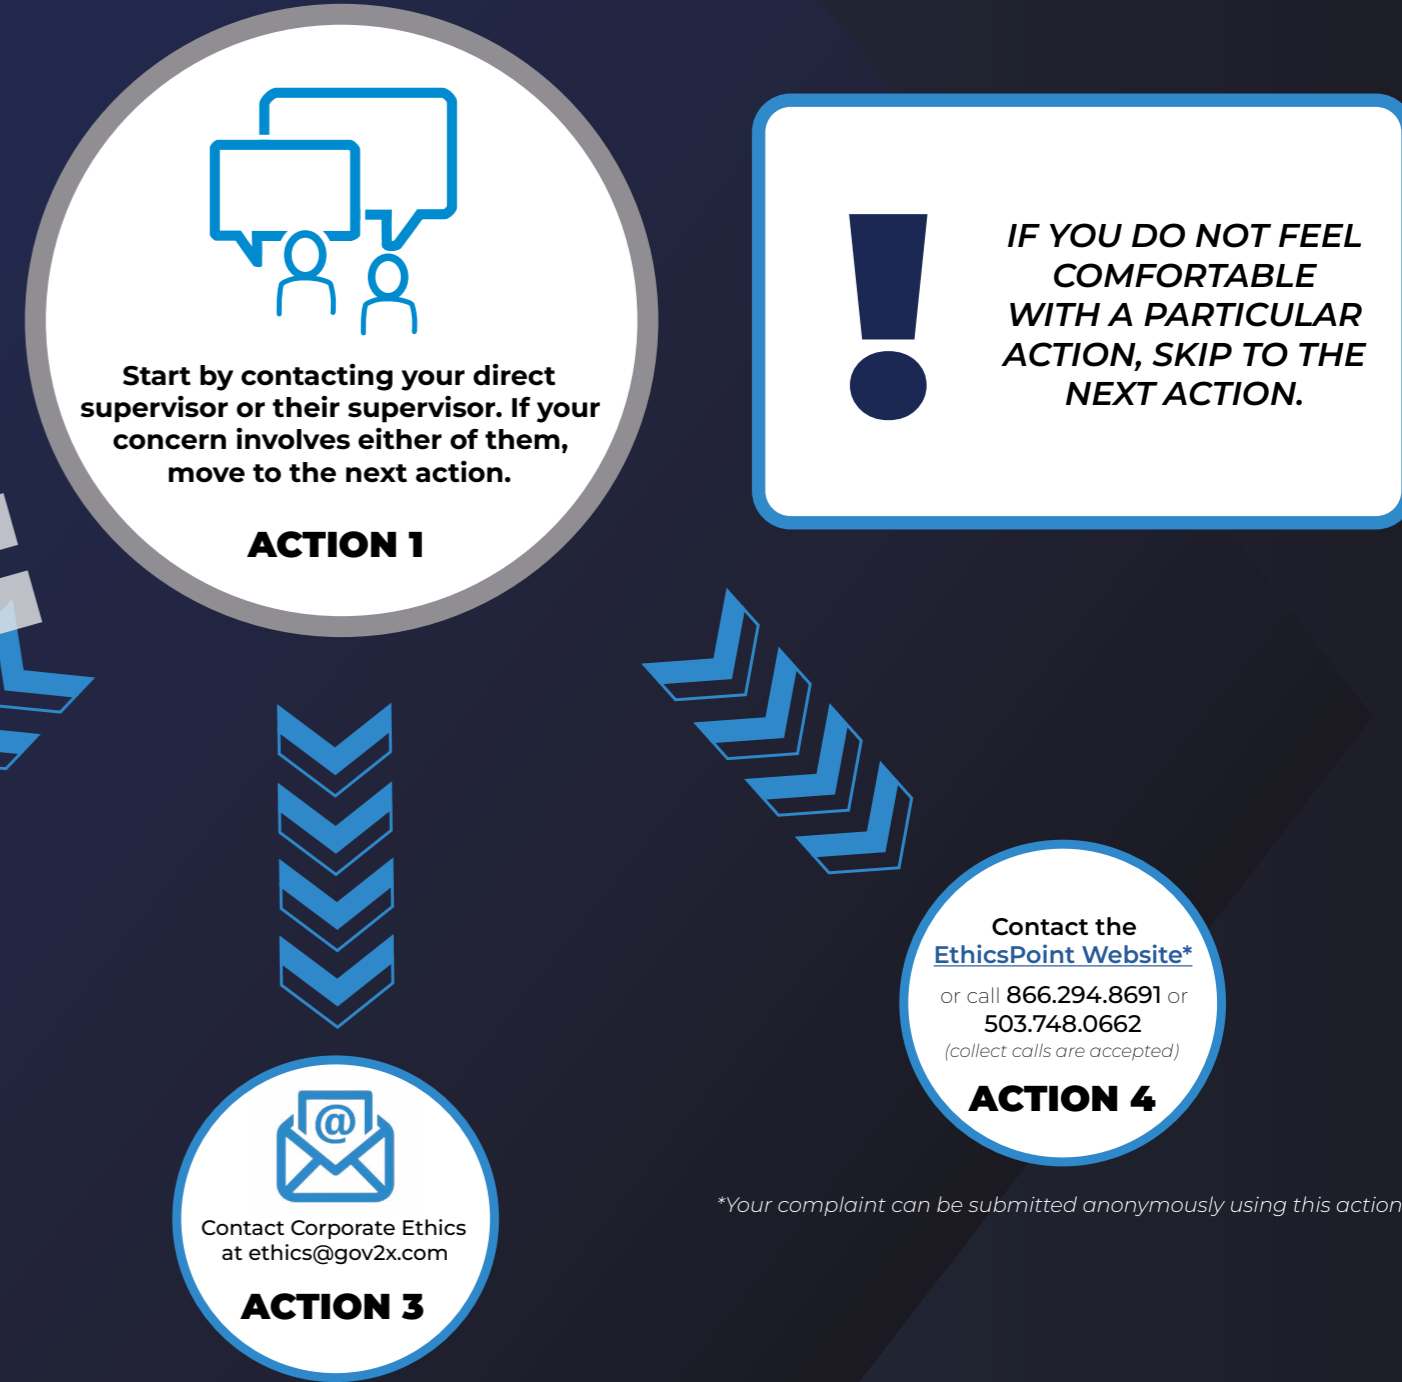 Start by contacting your direct
supervisor or their supervisor. If your
concern involves either of them,
move to the next action.
ACTION 1
IF YOU DO NOT FEEL
COMFORTABLE
WITH A PARTICULAR
ACTION, SKIP TO THE
NEXT ACTION.
Contact the
EthicsPoint Website*
or call 866.294.8691 or
503.748.0662
(collect calls are accepted)
ACTION 4
*Your complaint can be submitted anonymously using this action
@
Contact Corporate Ethics
at ethics@gov2x.com
ACTION 3